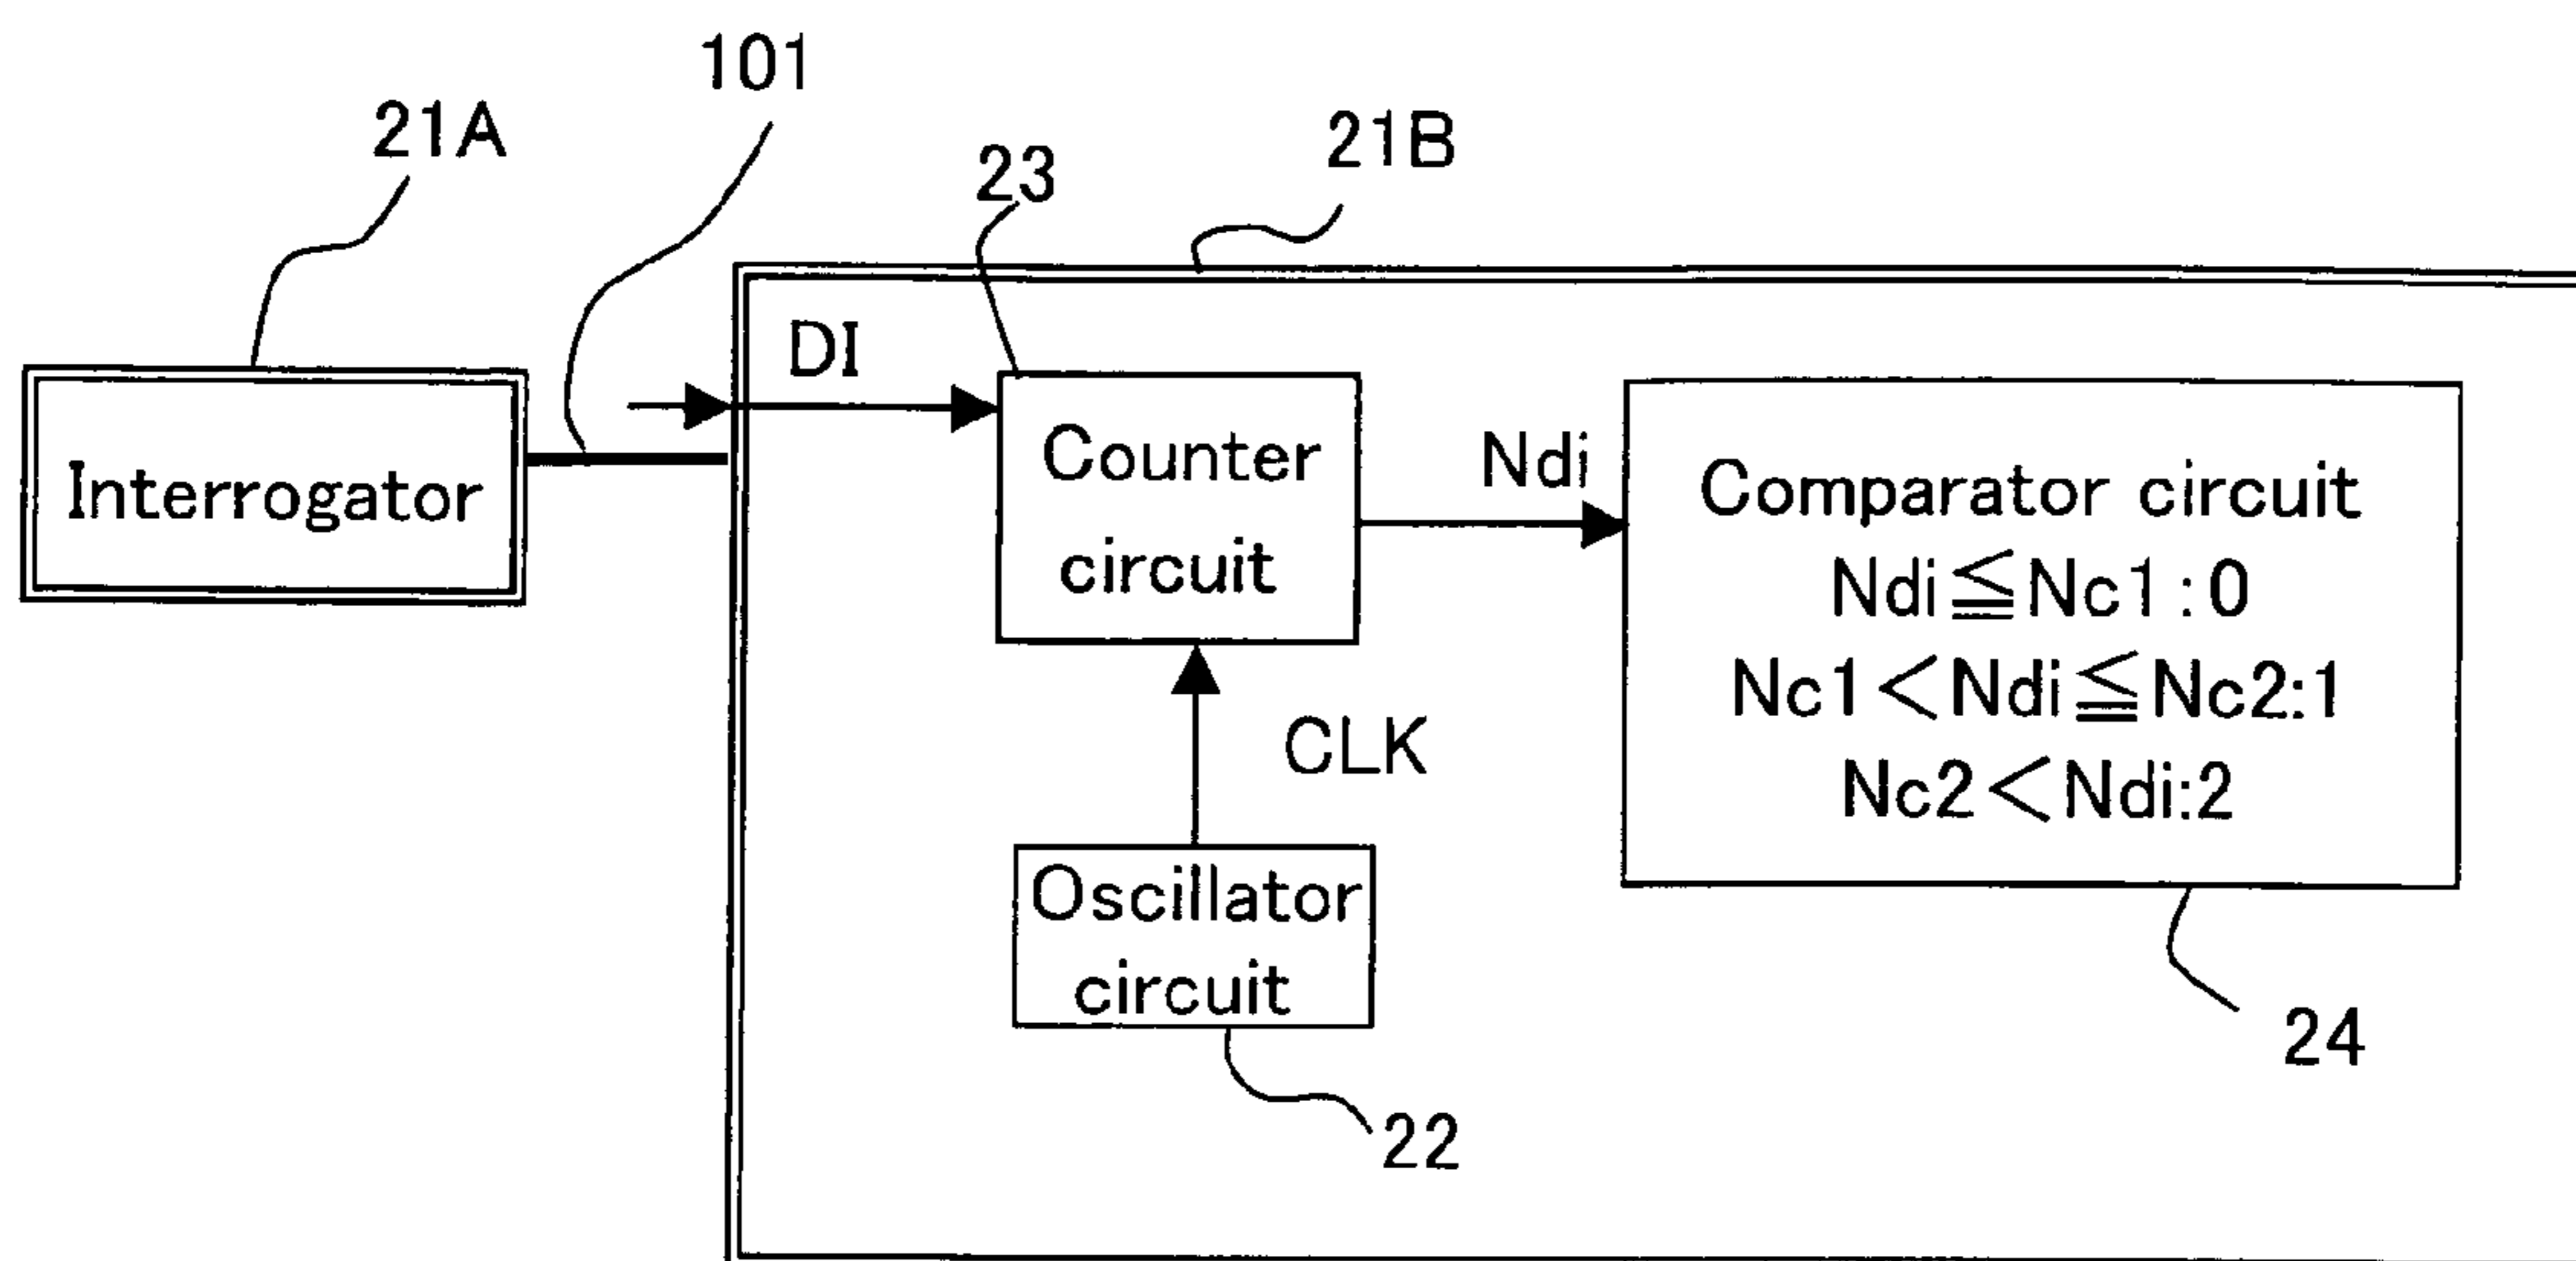 101
21A
23
21B
DI
Interrogator
Counter
circuit
Ndi
Comparator circuit
Ndi≦Nc1:0
Nc1<Ndi≦Nc2:1
Nc2<Ndi:2
CLK
Oscillator
circuit
24
22